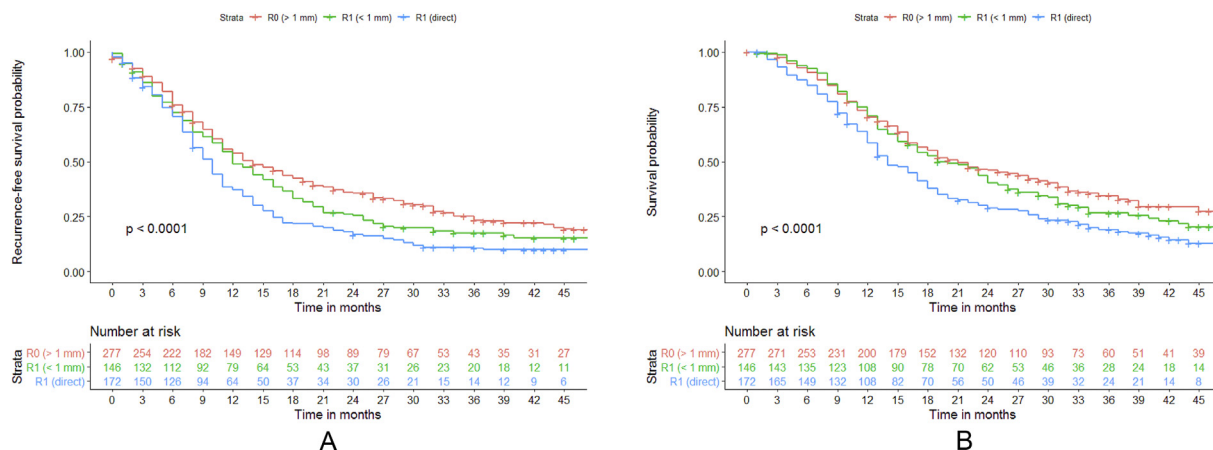 Strata R0 (> 1 mm) R1 (< 1 mm) R1 (direct)
Recurrence-free survival probability
1.00
0.75
0.50
0.25
0.00
p < 0.0001
0 3 6 9 12 15 18 21 24 27 30 33 36 39 42 45
Time in months
Number at risk
Strata
R0 (> 1 mm) 277 254 222 182 149 129 114 98 89 79 67 53 43 35 31 27
R1 (< 1 mm) 146 132 112 92 79 64 53 43 37 31 26 23 20 18 12 11
R1 (direct) 172 150 126 94 64 50 37 34 30 26 21 15 14 12 9 6
0 3 6 9 12 15 18 21 24 27 30 33 36 39 42 45
Time in months
A
Strata R0 (> 1 mm) R1 (< 1 mm) R1 (direct)
Survival probability
1.00
0.75
0.50
0.25
0.00
p < 0.0001
0 3 6 9 12 15 18 21 24 27 30 33 36 39 42 45
Time in months
Number at risk
Strata
R0 (> 1 mm) 277 271 253 231 200 179 152 132 120 110 93 73 60 51 41 39
R1 (< 1 mm) 146 143 135 123 108 90 78 70 62 53 46 36 28 24 18 14
R1 (direct) 172 165 149 132 108 82 70 56 50 46 39 32 24 21 14 8
0 3 6 9 12 15 18 21 24 27 30 33 36 39 42 45
Time in months
B